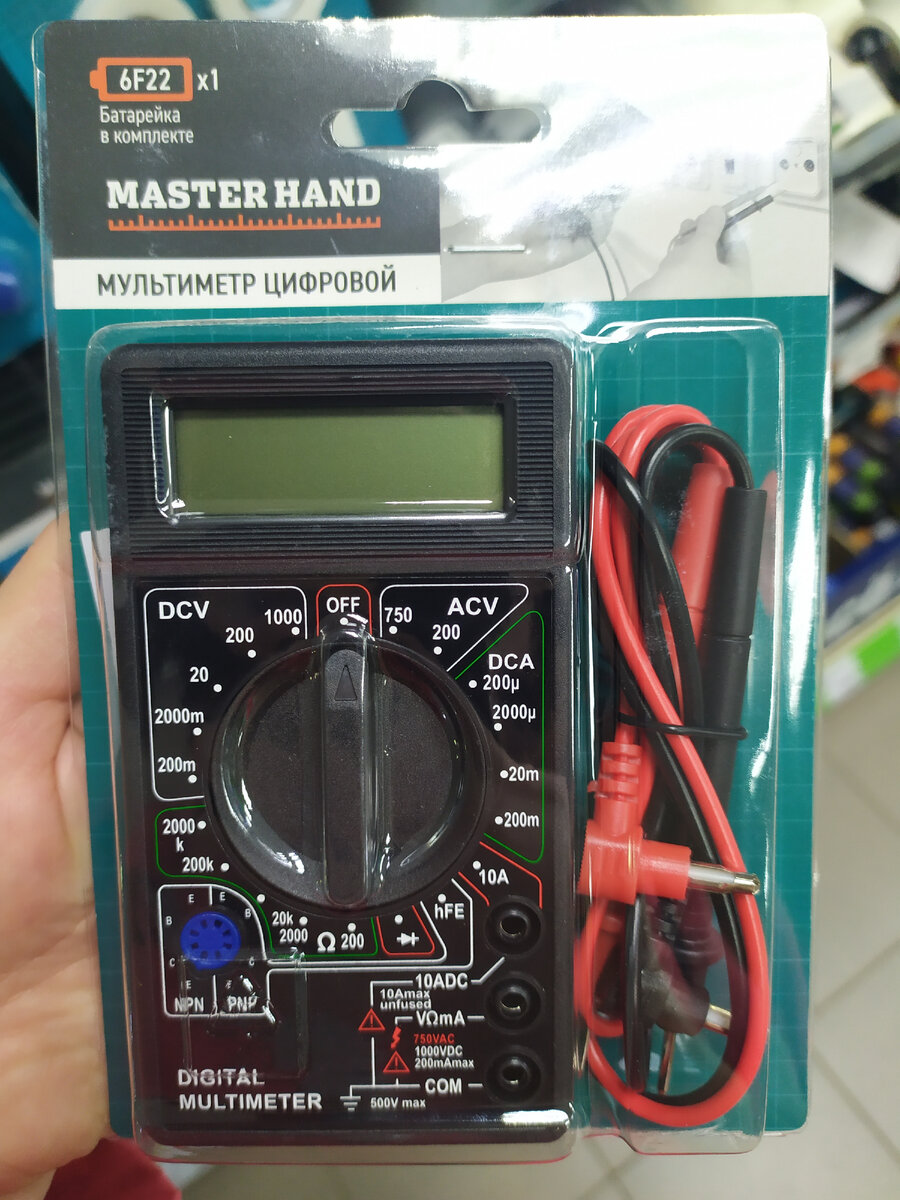 6F22 x1
Батарейка
в комплекте
MASTER HAND
МУЛЬТИМЕТР ЦИФРОВОЙ
DCV
1000
OFF
750
ACV
200
200
20
DCA
200µ
2000m
2000µ
200m
20m
200m
2000
k
200k
10A
hFE
20k
2000
Ω
200
E E
B B
C C
E E
NPN PNP
10ADC
10Amax
unfused
VΩmA
750VAC
1000VDC
200mAmax
COM
500V max
DIGITAL
MULTIMETER